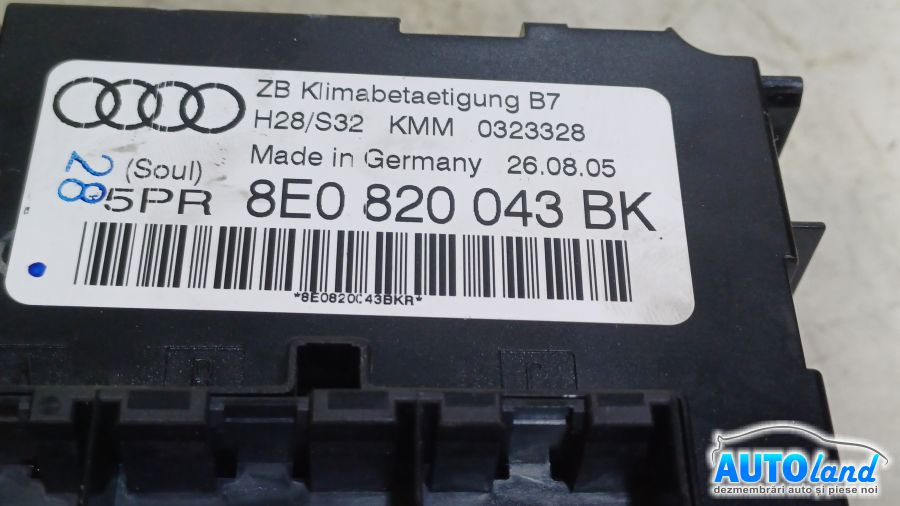 ZB Klimabetaetigung B7
H28/S32 KMM 0323328
(Soul) Made in Germany 26.08.05
28
5PR 8E0 820 043 BK
*8E0820043BKR*
B
C
AUTOland
dezmembrări auto și piese noi